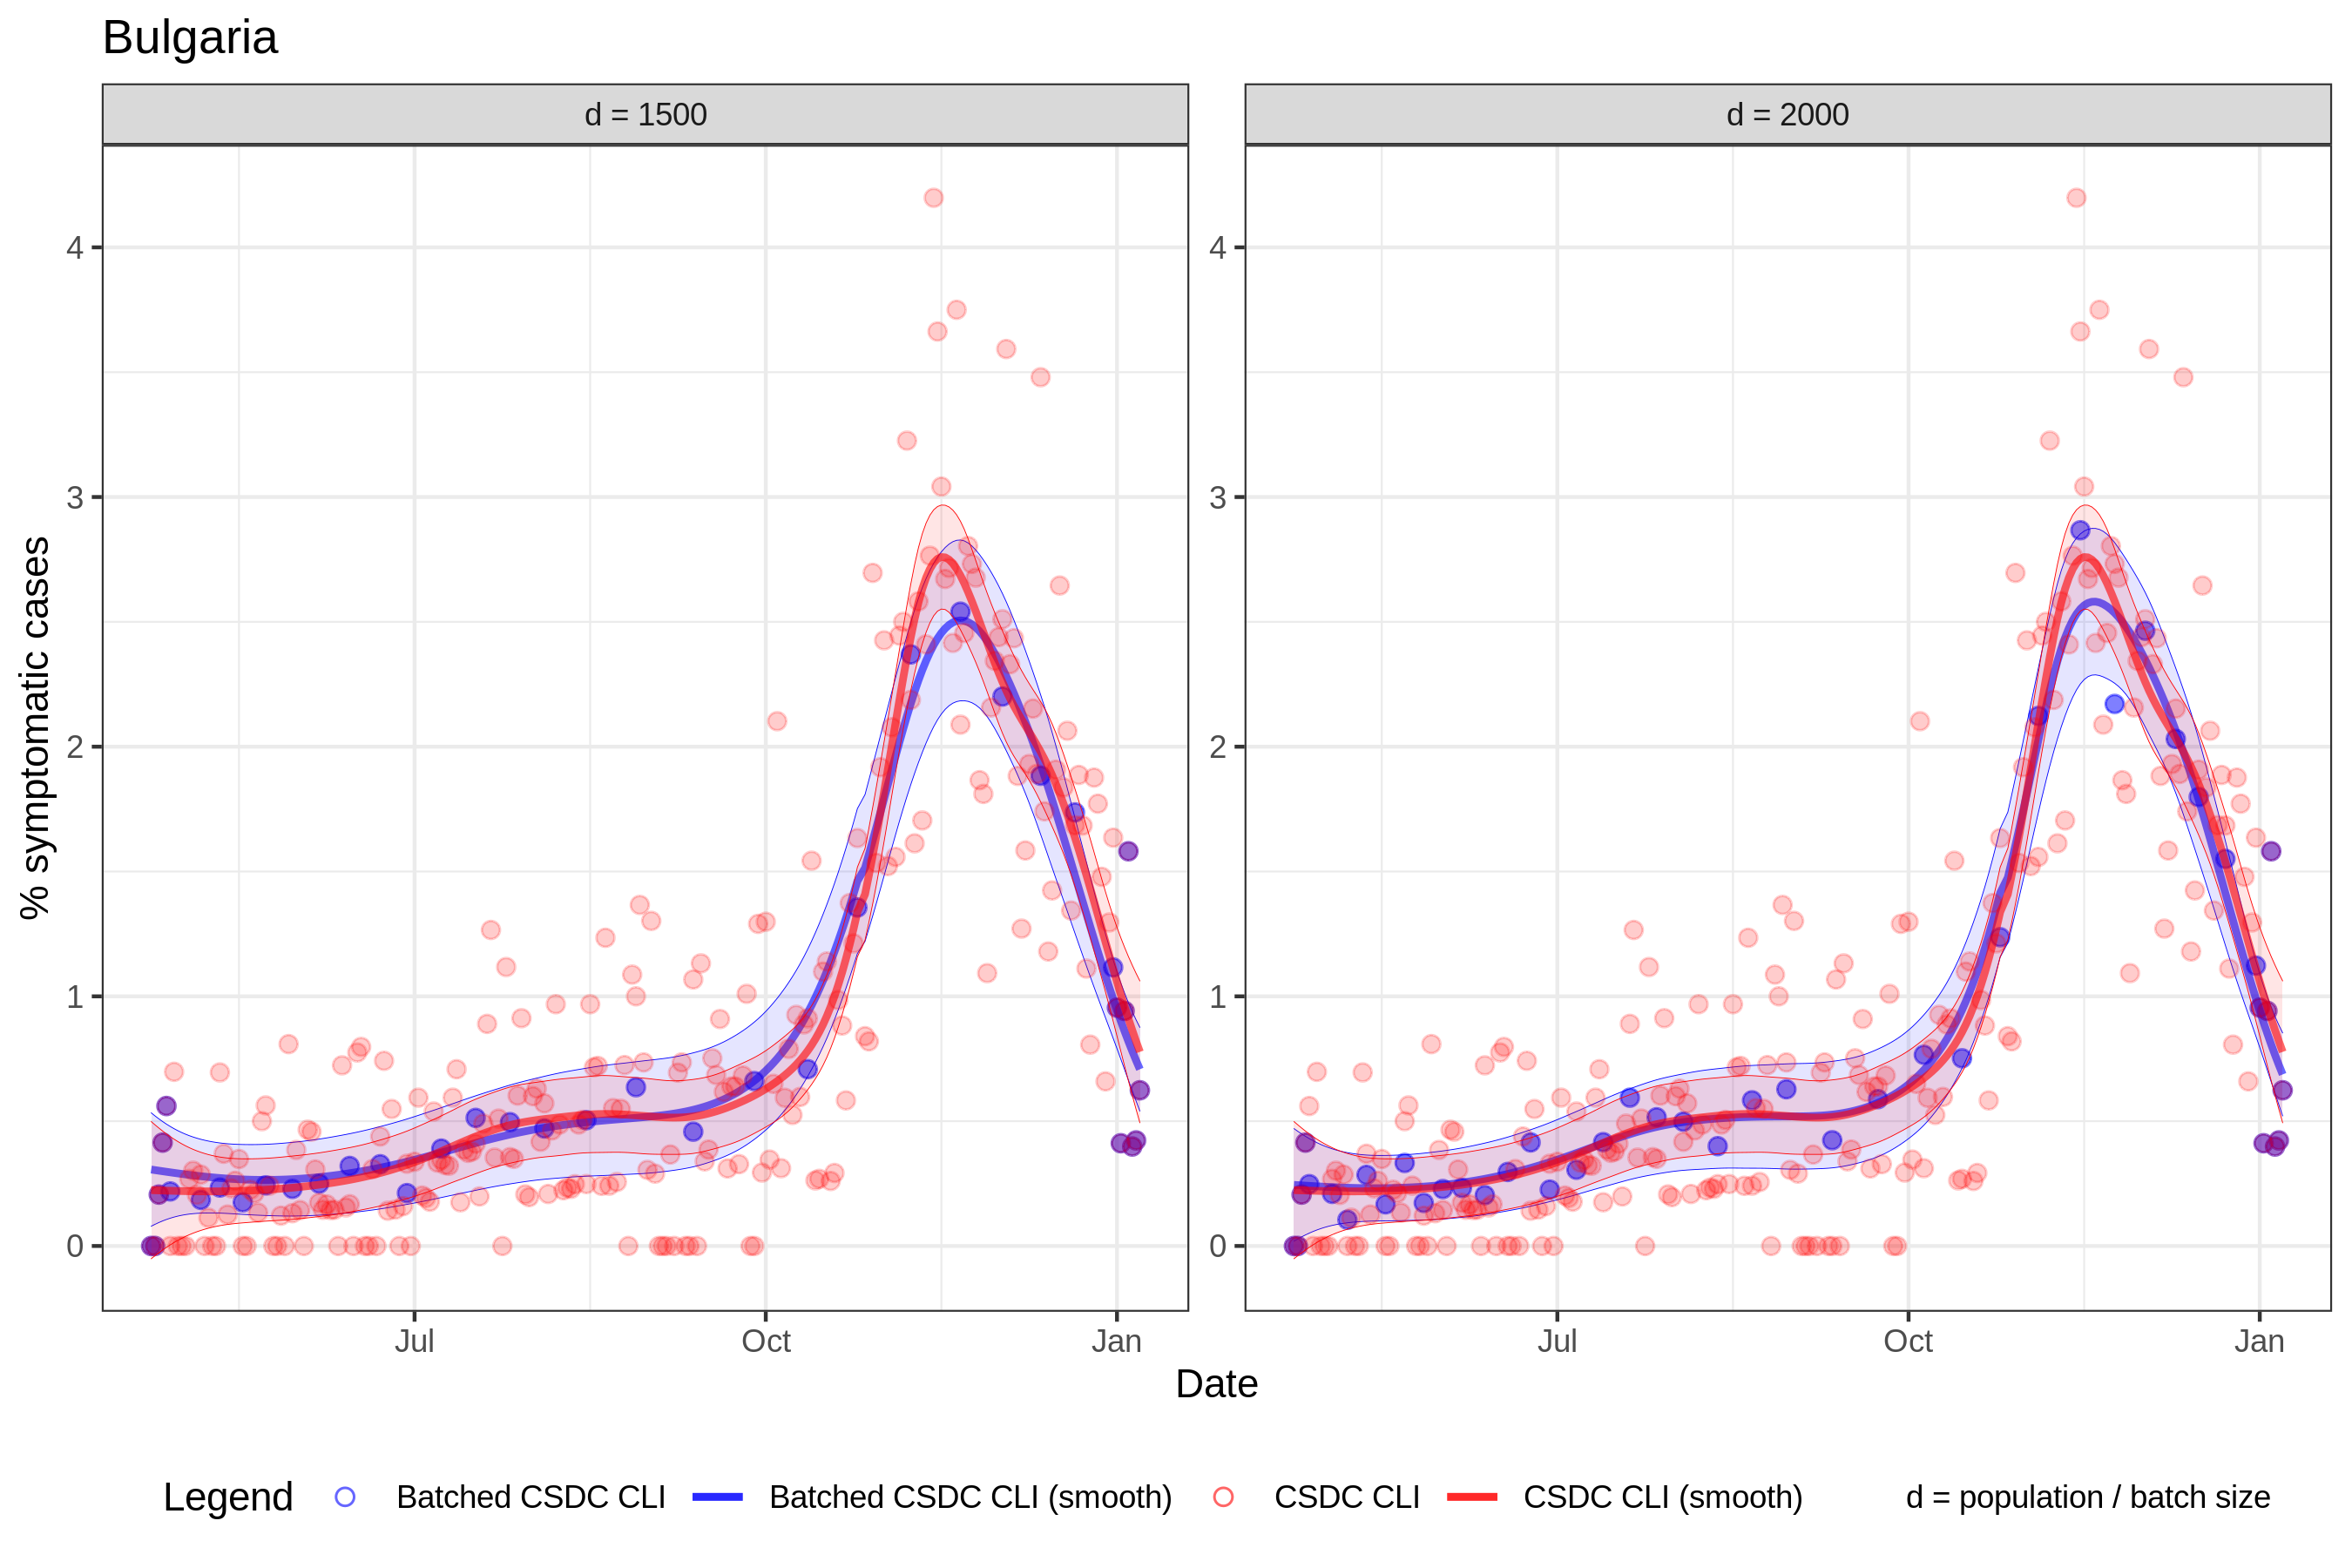 Bulgaria
d = 1500
d = 2000
% symptomatic cases
4
3
2
1
0
4
3
2
1
0
Jul
Oct
Jan
Jul
Oct
Jan
Date
Legend
Batched CSDC CLI
Batched CSDC CLI (smooth)
CSDC CLI
CSDC CLI (smooth)
d = population / batch size